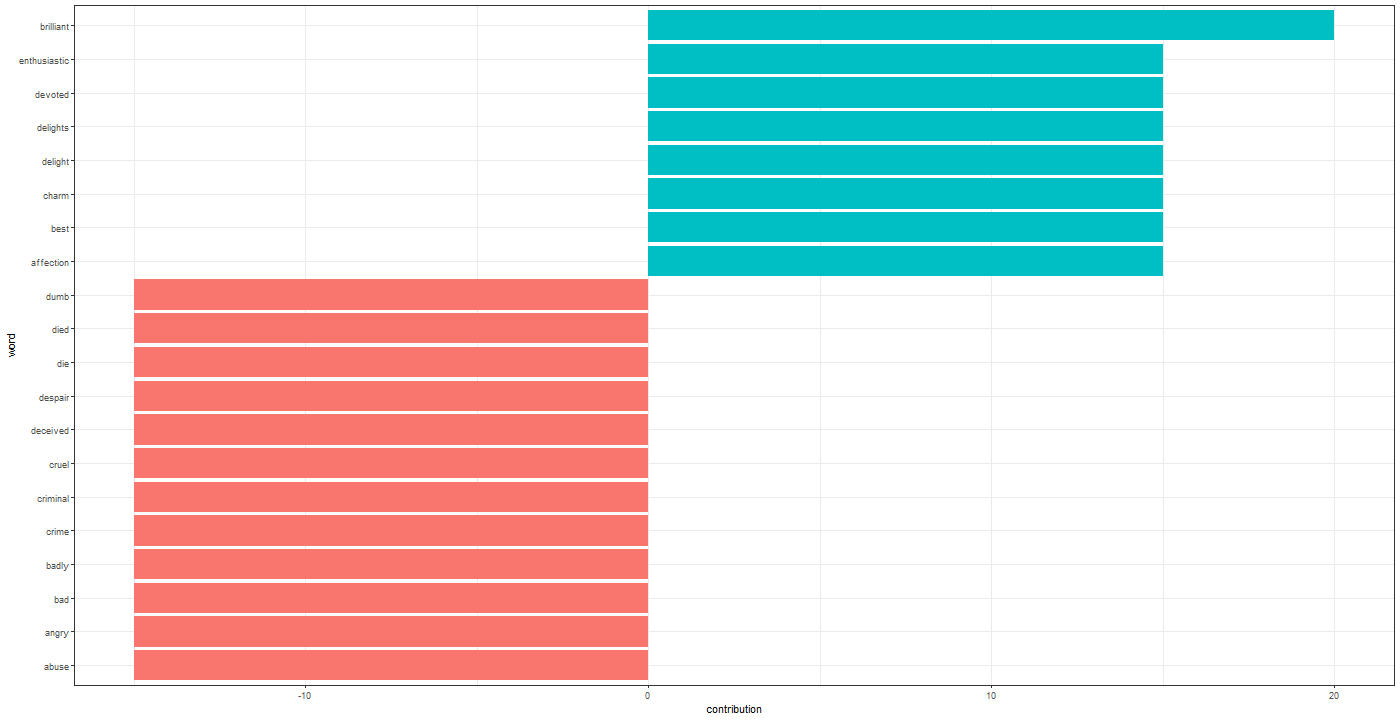 brilliant
enthusiastic
devoted
delights
delight
charm
best
affection
dumb
died
die
despair
deceived
cruel
criminal
crime
badly
bad
angry
abuse
word
-10 0 10 20
contribution